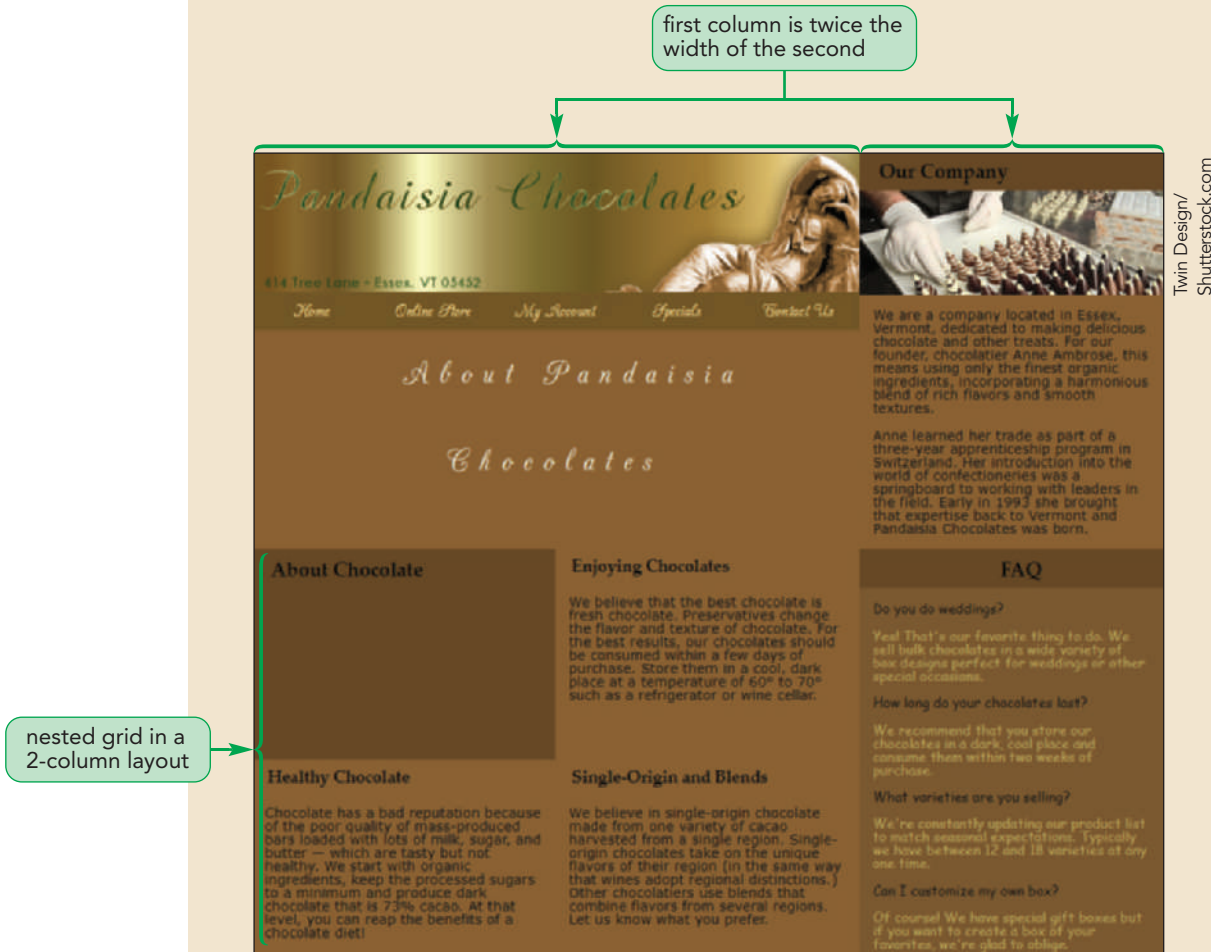 first column is twice the
width of the second
Pandaisia Chocolates
414 Tree Lane - Essex, VT 05452
Home Online Store My Account Specials Contact Us
About Pandaisia
Chocolates
Our Company
Twin Design/
Shutterstock.com
We are a company located in Essex,
Vermont, dedicated to making delicious
chocolate and other treats. For our
founder, chocolatier Anne Ambrose, this
means using only the finest organic
ingredients, incorporating a harmonious
blend of rich flavors and smooth
textures.
Anne learned her trade as part of a
three-year apprenticeship program in
Switzerland. Her introduction into the
world of confectioneries was a
springboard to working with leaders in
the field. Early in 1993 she brought
that expertise back to Vermont and
Pandaisia Chocolates was born.
nested grid in a
2-column layout
About Chocolate
Enjoying Chocolates
We believe that the best chocolate is
fresh chocolate. Preservatives change
the flavor and texture of chocolate. For
the best results, our chocolates should
be consumed within a few days of
purchase. Store them in a cool, dark
place at a temperature of 60° to 70°
such as a refrigerator or wine cellar.
Healthy Chocolate
Chocolate has a bad reputation because
of the poor quality of mass-produced
bars loaded with lots of milk, sugar, and
butter — which are tasty but not
healthy. We start with organic
ingredients, keep the processed sugars
to a minimum and produce dark
chocolate that is 73% cacao. At that
level, you can reap the benefits of a
chocolate diet!
Single-Origin and Blends
We believe in single-origin chocolate
made from one variety of cacao
harvested from a single region. Single-
origin chocolates take on the unique
flavors of their region (in the same way
that wines adopt regional distinctions.)
Other chocolatiers use blends that
combine flavors from several regions.
Let us know what you prefer.
FAQ
Do you do weddings?
Yes! That's our favorite thing to do. We
sell bulk chocolates in a wide variety of
box designs perfect for weddings or other
special occasions.
How long do your chocolates last?
We recommend that you store our
chocolates in a dark, cool place and
consume them within two weeks of
purchase.
What varieties are you selling?
We're constantly updating our product list
to match seasonal expectations. Typically
we have between 12 and 18 varieties at any
one time.
Can I customize my own box?
Of course! We have special gift boxes but
if you want to create a box of your
favorites, we're glad to oblige.